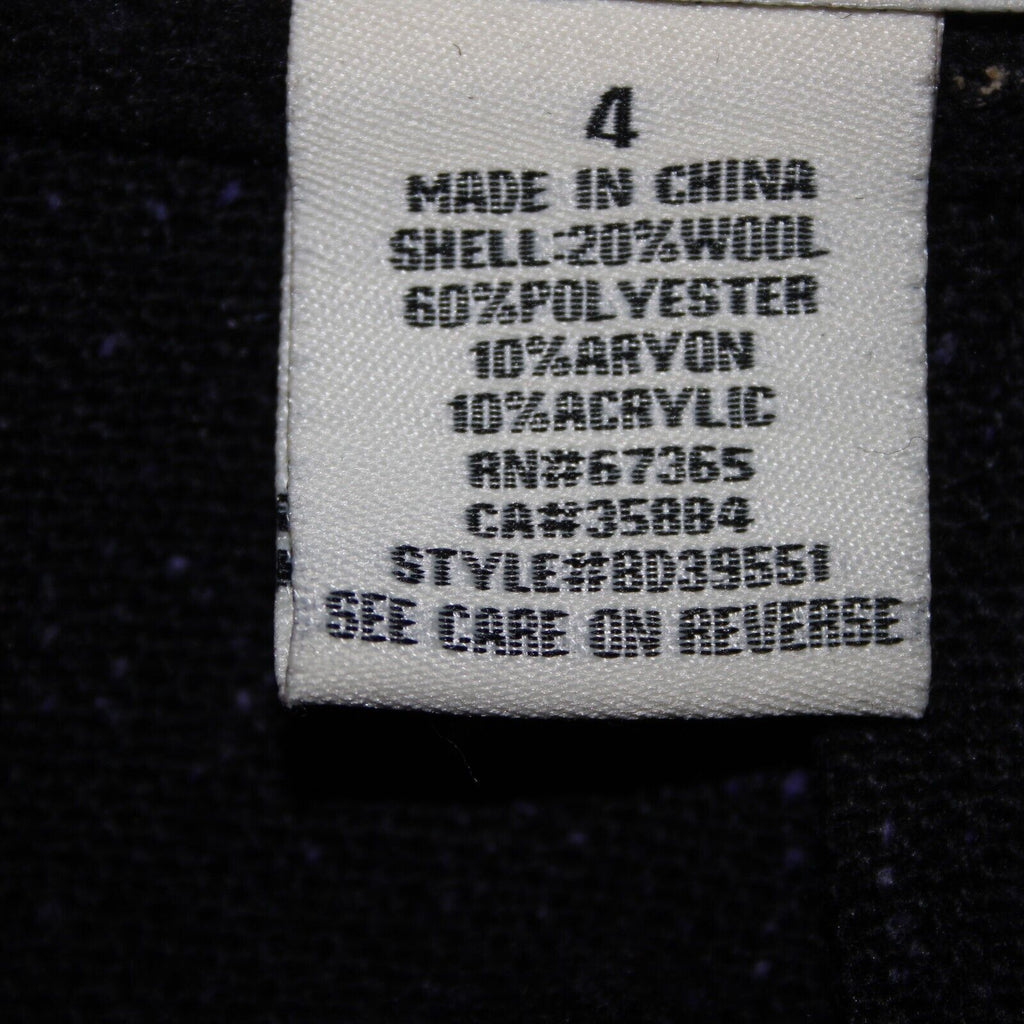 4
MADE IN CHINA
SHELL:20%WOOL
60%POLYESTER
10%ARYON
10%ACRYLIC
RN#67365
CA#35884
STYLE#BD39551
SEE CARE ON REVERSE